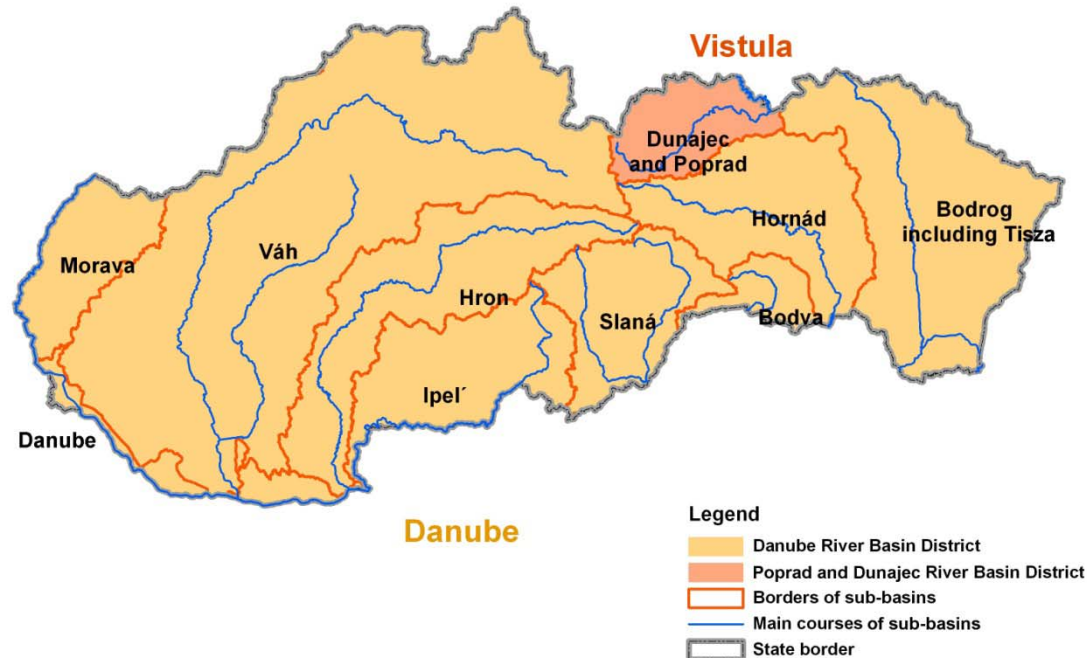 Vistula
Dunajec
and Poprad
Morava
Váh
Hornád
Bodrog
including Tisza
Hron
Slaná
Bodva
Ipel´
Danube
Danube
Legend
Danube River Basin District
Poprad and Dunajec River Basin District
Borders of sub-basins
Main courses of sub-basins
State border